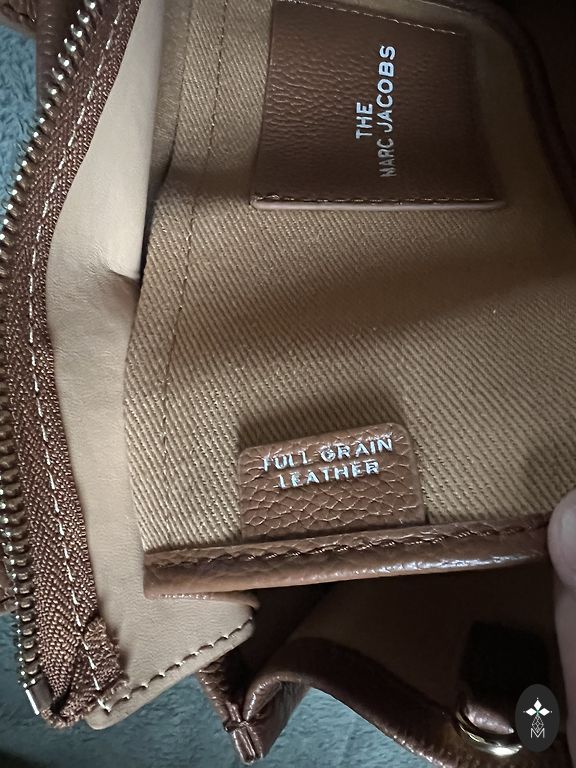 THE
MARC JACOBS
FULL GRAIN
LEATHER
M